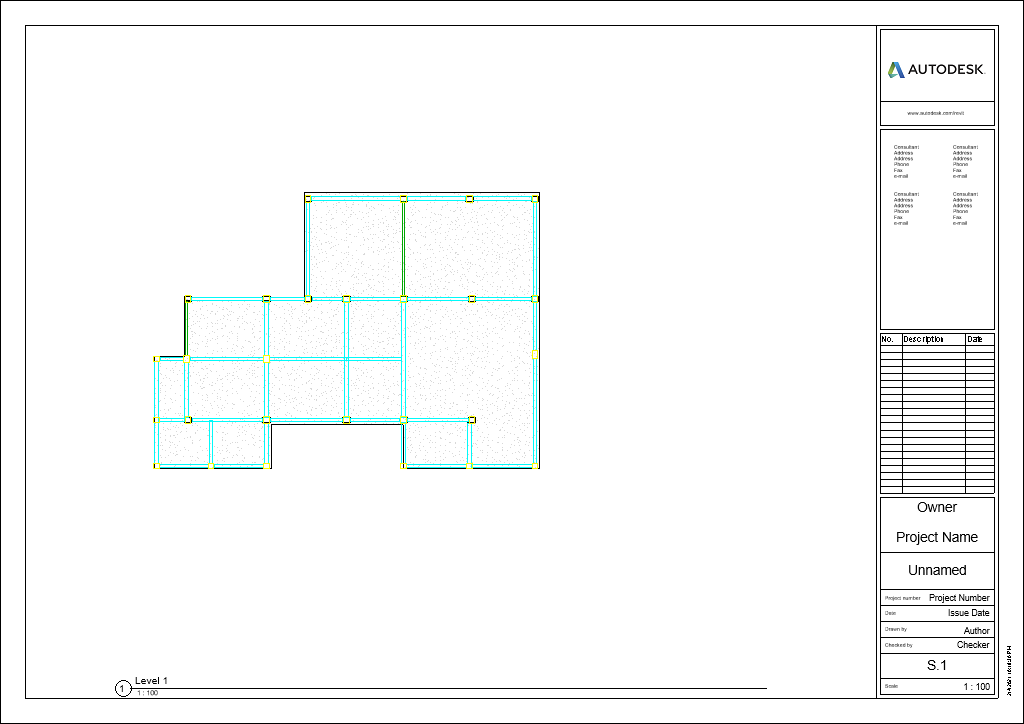 AUTODESK
www.autodesk.com/revit
Consultant Consultant
Address Address
Address Address
Phone Phone
Fax Fax
e-mail e-mail
Consultant Consultant
Address Address
Address Address
Phone Phone
Fax Fax
e-mail e-mail
No. Description Date
Owner
Project Name
Unnamed
Project number Project Number
Date Issue Date
Drawn by Author
Checked by Checker
S.1
Scale 1 : 100
1 Level 1
1 : 100